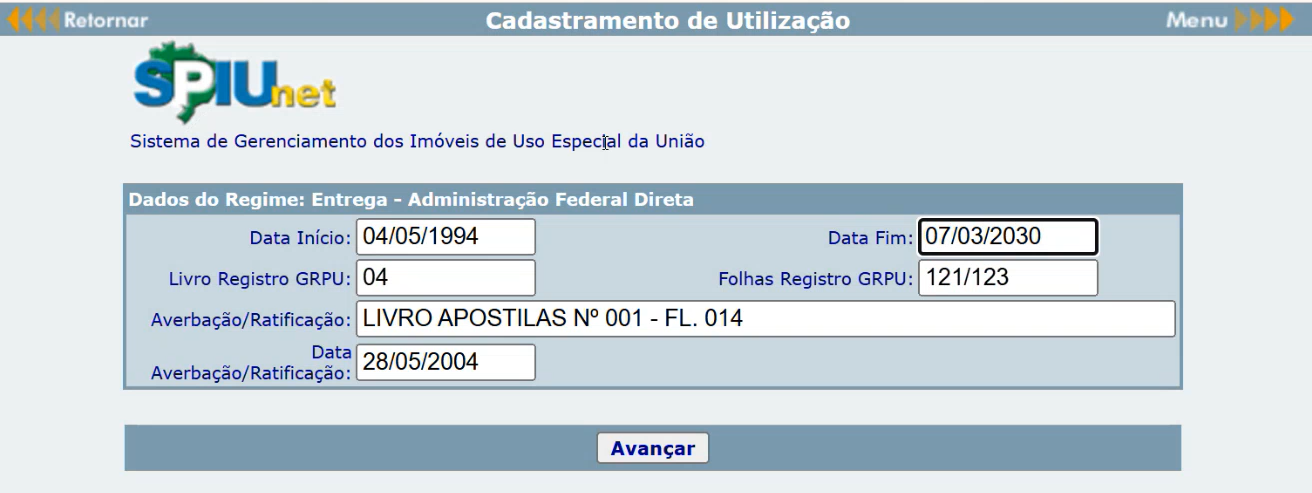 Retornar Cadastramento de Utilização Menu
SPIUnet
Sistema de Gerenciamento dos Imóveis de Uso Especial da União
Dados do Regime: Entrega - Administração Federal Direta
Data Início: 04/05/1994 Data Fim: 07/03/2030
Livro Registro GRPU: 04 Folhas Registro GRPU: 121/123
Averbação/Ratificação: LIVRO APOSTILAS Nº 001 - FL. 014
Data
Averbação/Ratificação: 28/05/2004
Avançar